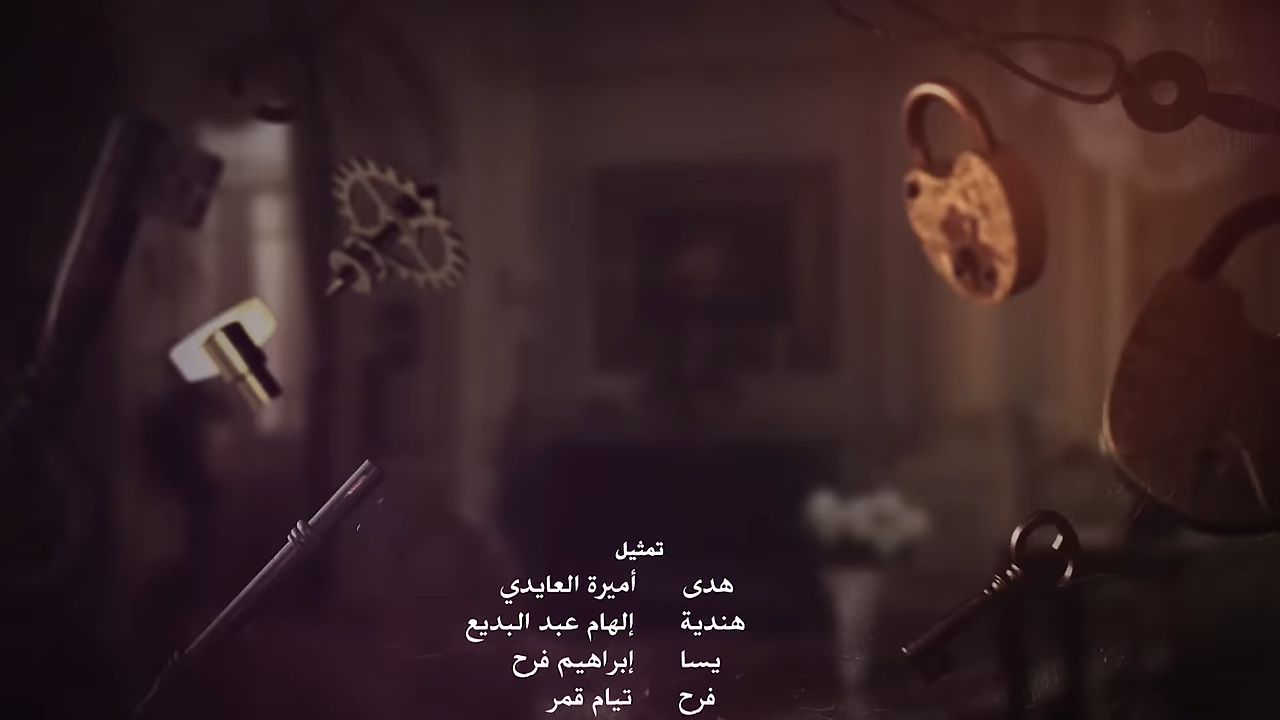 تمثيل
هدى أميرة العايدي
هندية إلهام عبد البديع
يسا إبراهيم فرح
فرح تيام قمر